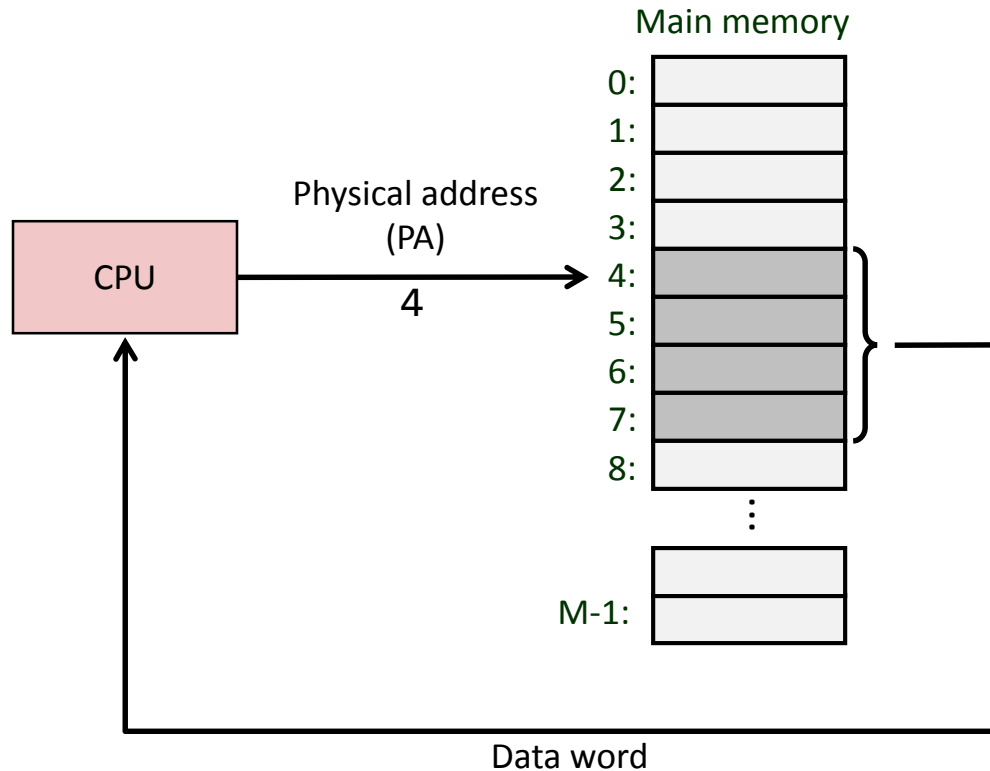 Main memory
0:
1:
2:
Physical address
(PA)
3:
CPU
4
4:
5:
6:
7:
8:
⋮
M-1:
Data word